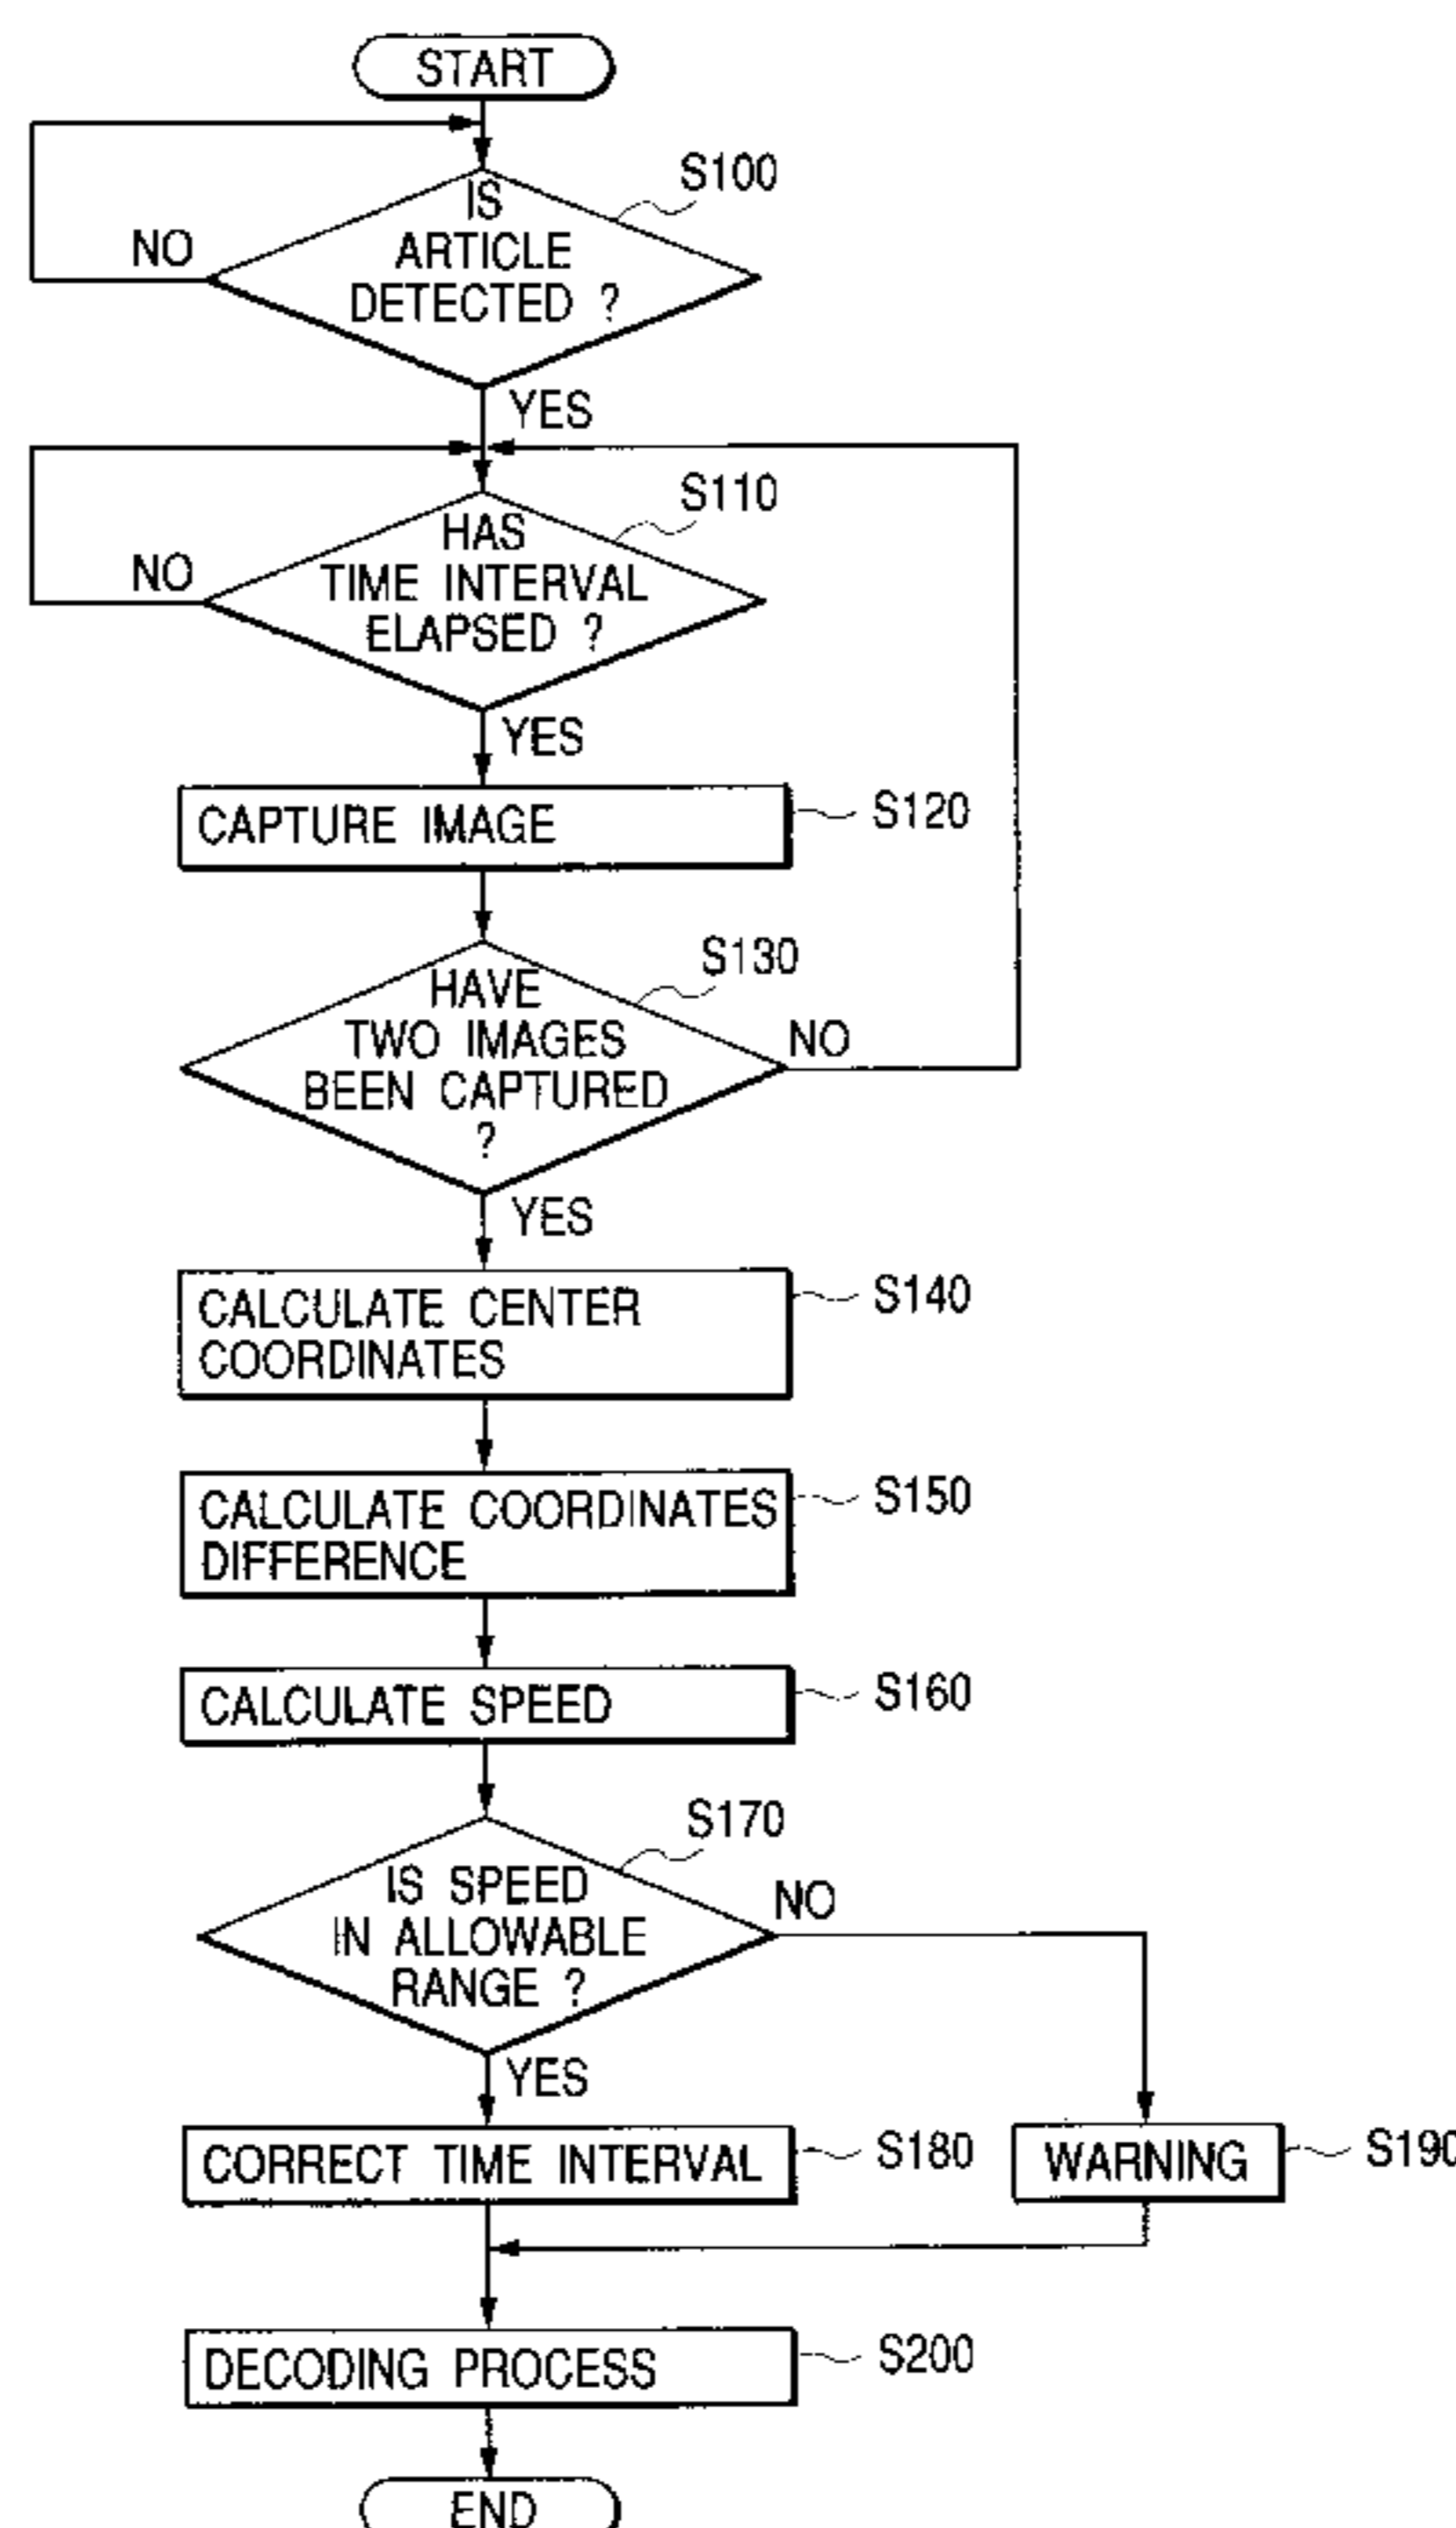 START
S100
IS
ARTICLE
DETECTED ?
NO
YES
S110
HAS
TIME INTERVAL
ELAPSED ?
NO
YES
CAPTURE IMAGE
S120
S130
HAVE
TWO IMAGES
BEEN CAPTURED
?
NO
YES
CALCULATE CENTER
COORDINATES
S140
CALCULATE COORDINATES
DIFFERENCE
S150
CALCULATE SPEED
S160
S170
IS SPEED
IN ALLOWABLE
RANGE ?
NO
YES
CORRECT TIME INTERVAL
S180
WARNING
S190
DECODING PROCESS
S200
END